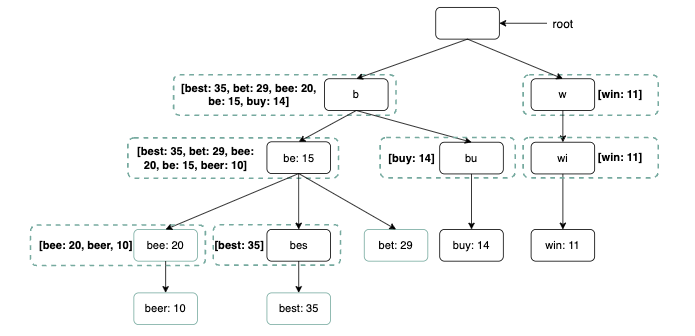 root
[best: 35, bet: 29, bee: 20,
be: 15, buy: 14]
b
w
[win: 11]
[best: 35, bet: 29, bee:
20, be: 15, beer: 10]
be: 15
[buy: 14]
bu
wi
[win: 11]
[bee: 20, beer, 10]
bee: 20
[best: 35]
bes
bet: 29
buy: 14
win: 11
beer: 10
best: 35